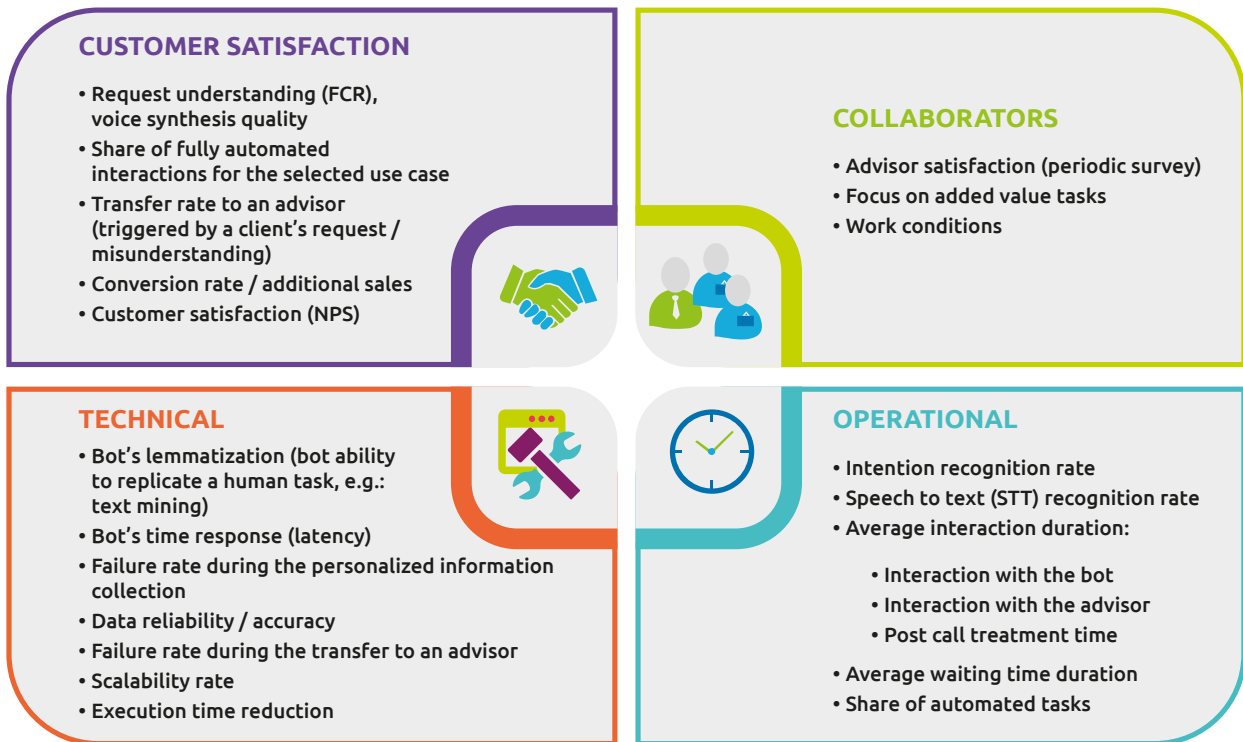 CUSTOMER SATISFACTION
• Request understanding (FCR),
voice synthesis quality
• Share of fully automated
interactions for the selected use case
• Transfer rate to an advisor
(triggered by a client's request /
misunderstanding)
• Conversion rate / additional sales
• Customer satisfaction (NPS)
COLLABORATORS
• Advisor satisfaction (periodic survey)
• Focus on added value tasks
• Work conditions
TECHNICAL
• Bot's lemmatization (bot ability
to replicate a human task, e.g.:
text mining)
• Bot's time response (latency)
• Failure rate during the personalized information
collection
• Data reliability / accuracy
• Failure rate during the transfer to an advisor
• Scalability rate
• Execution time reduction
OPERATIONAL
• Intention recognition rate
• Speech to text (STT) recognition rate
• Average interaction duration:
• Interaction with the bot
• Interaction with the advisor
• Post call treatment time
• Average waiting time duration
• Share of automated tasks